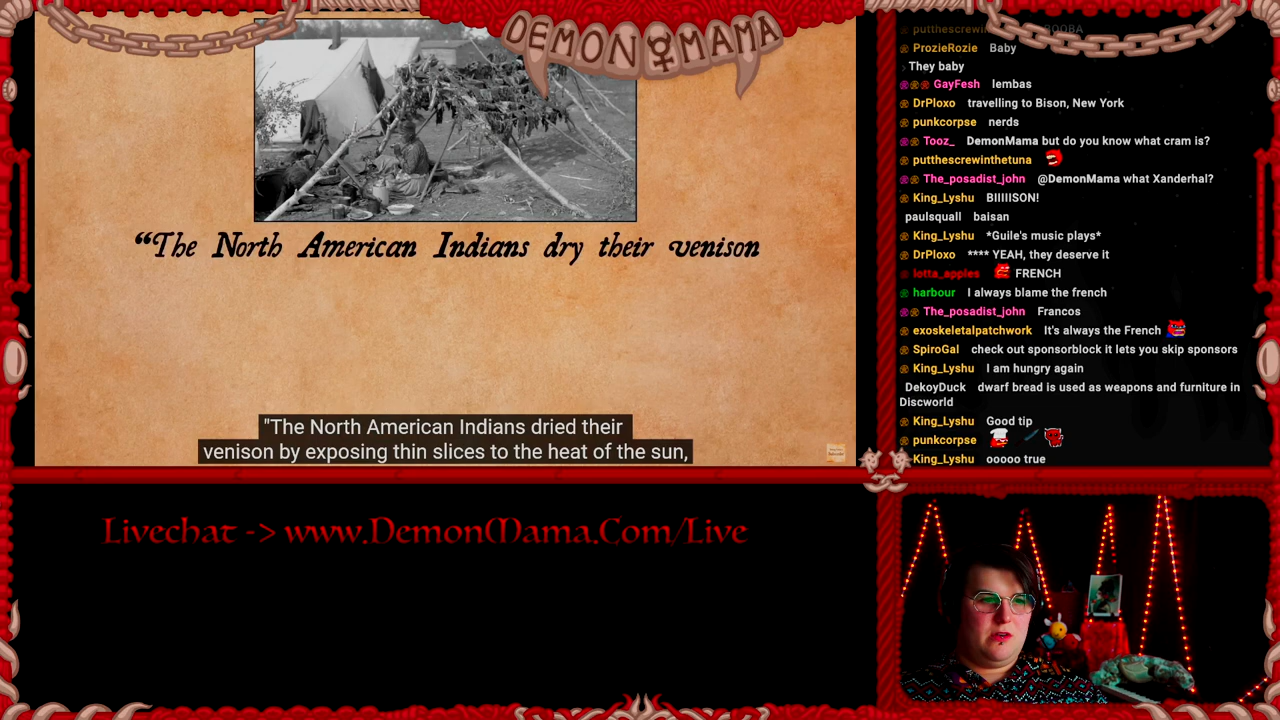 DEMON MAMA
“The North American Indians dry their venison
"The North American Indians dried their
venison by exposing thin slices to the heat of the sun,
Livechat -> www.DemonMama.Com/Live
ProzieRozie Baby
They baby
GayFesh lembas
DrPloxo travelling to Bison, New York
punkcorpse nerds
Tooz_ DemonMama but do you know what cram is?
putthescrewinthetuna
The_posadist_john @DemonMama what Xanderhal?
King_Lyshu BIIIISON!
paulsquall baisan
King_Lyshu *Guile's music plays*
DrPloxo **** YEAH, they deserve it
lotta_apples FRENCH
harbour I always blame the french
The_posadist_john Francos
exoskeletalpatchwork It's always the French
SpiroGal check out sponsorblock it lets you skip sponsors
King_Lyshu I am hungry again
DekoyDuck dwarf bread is used as weapons and furniture in
Discworld
King_Lyshu Good tip
punkcorpse
King_Lyshu ooooo true